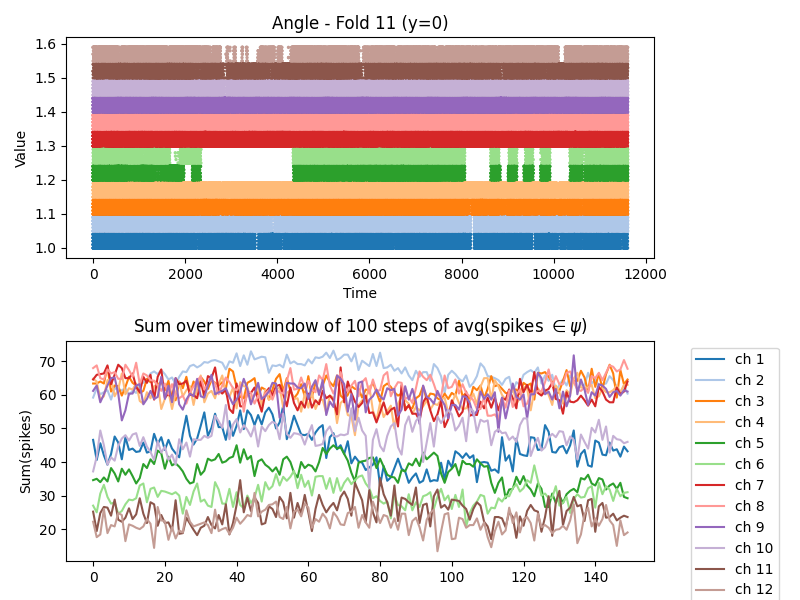 Angle - Fold 11 (y=0)
1.6
1.5
1.4
1.3
1.2
1.1
1.0
Value
0 2000 4000 6000 8000 10000 12000
Time
Sum over timewindow of 100 steps of avg(spikes ∈ψ)
70
60
50
40
30
20
Sum(spikes)
0 20 40 60 80 100 120 140
ch 1
ch 2
ch 3
ch 4
ch 5
ch 6
ch 7
ch 8
ch 9
ch 10
ch 11
ch 12